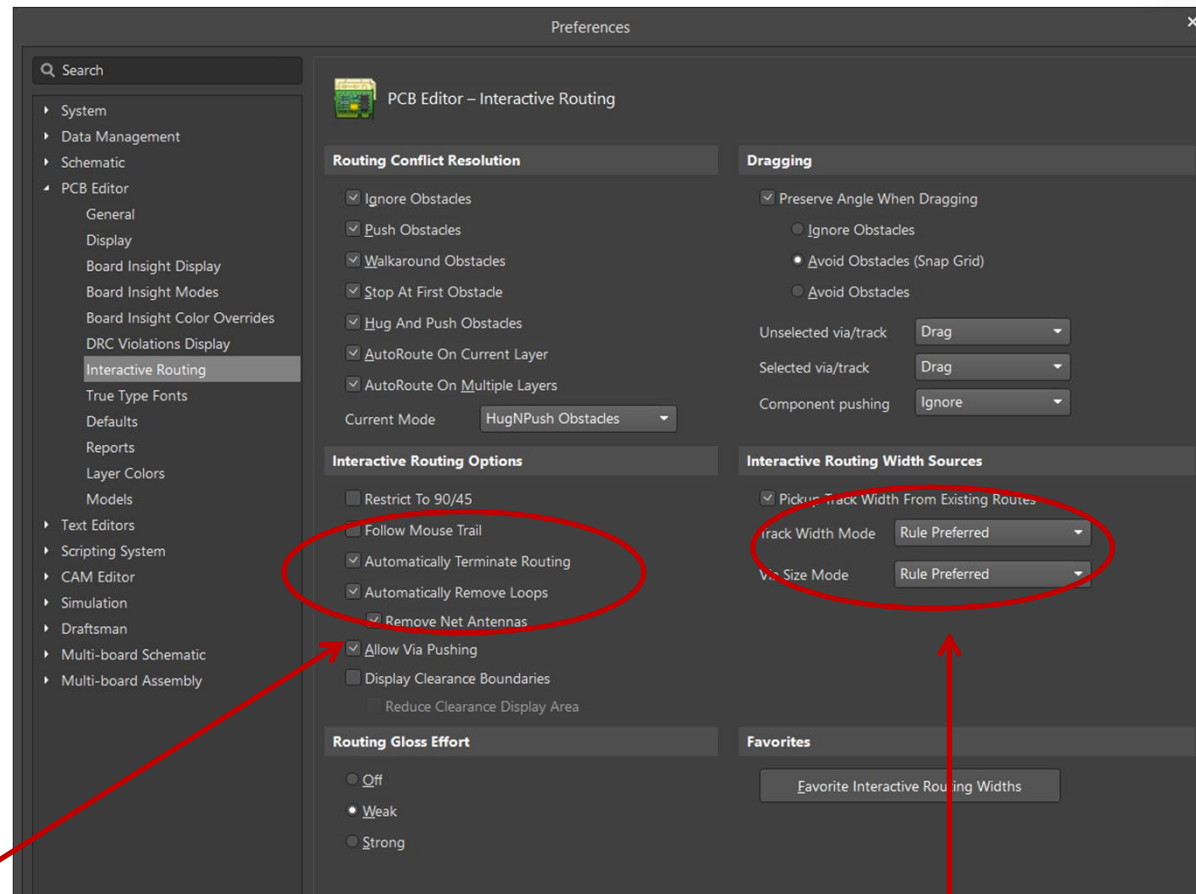 Preferences
Search
System
Data Management
Schematic
PCB Editor
General
Display
Board Insight Display
Board Insight Modes
Board Insight Color Overrides
DRC Violations Display
Interactive Routing
True Type Fonts
Defaults
Reports
Layer Colors
Models
Text Editors
Scripting System
CAM Editor
Simulation
Draftsman
Multi-board Schematic
Multi-board Assembly
PCB Editor – Interactive Routing
Routing Conflict Resolution
Ignore Obstacles
Push Obstacles
Walkaround Obstacles
Stop At First Obstacle
Hug And Push Obstacles
AutoRoute On Current Layer
AutoRoute On Multiple Layers
Current Mode HugNPush Obstacles
Interactive Routing Options
Restrict To 90/45
Follow Mouse Trail
Automatically Terminate Routing
Automatically Remove Loops
Remove Net Antennas
Allow Via Pushing
Display Clearance Boundaries
Reduce Clearance Display Area
Routing Gloss Effort
Off
Weak
Strong
Dragging
Preserve Angle When Dragging
Ignore Obstacles
Avoid Obstacles (Snap Grid)
Avoid Obstacles
Unselected via/track Drag
Selected via/track Drag
Component pushing Ignore
Interactive Routing Width Sources
Pickup Track Width From Existing Routes
Track Width Mode Rule Preferred
Via Size Mode Rule Preferred
Favorites
Favorite Interactive Routing Widths